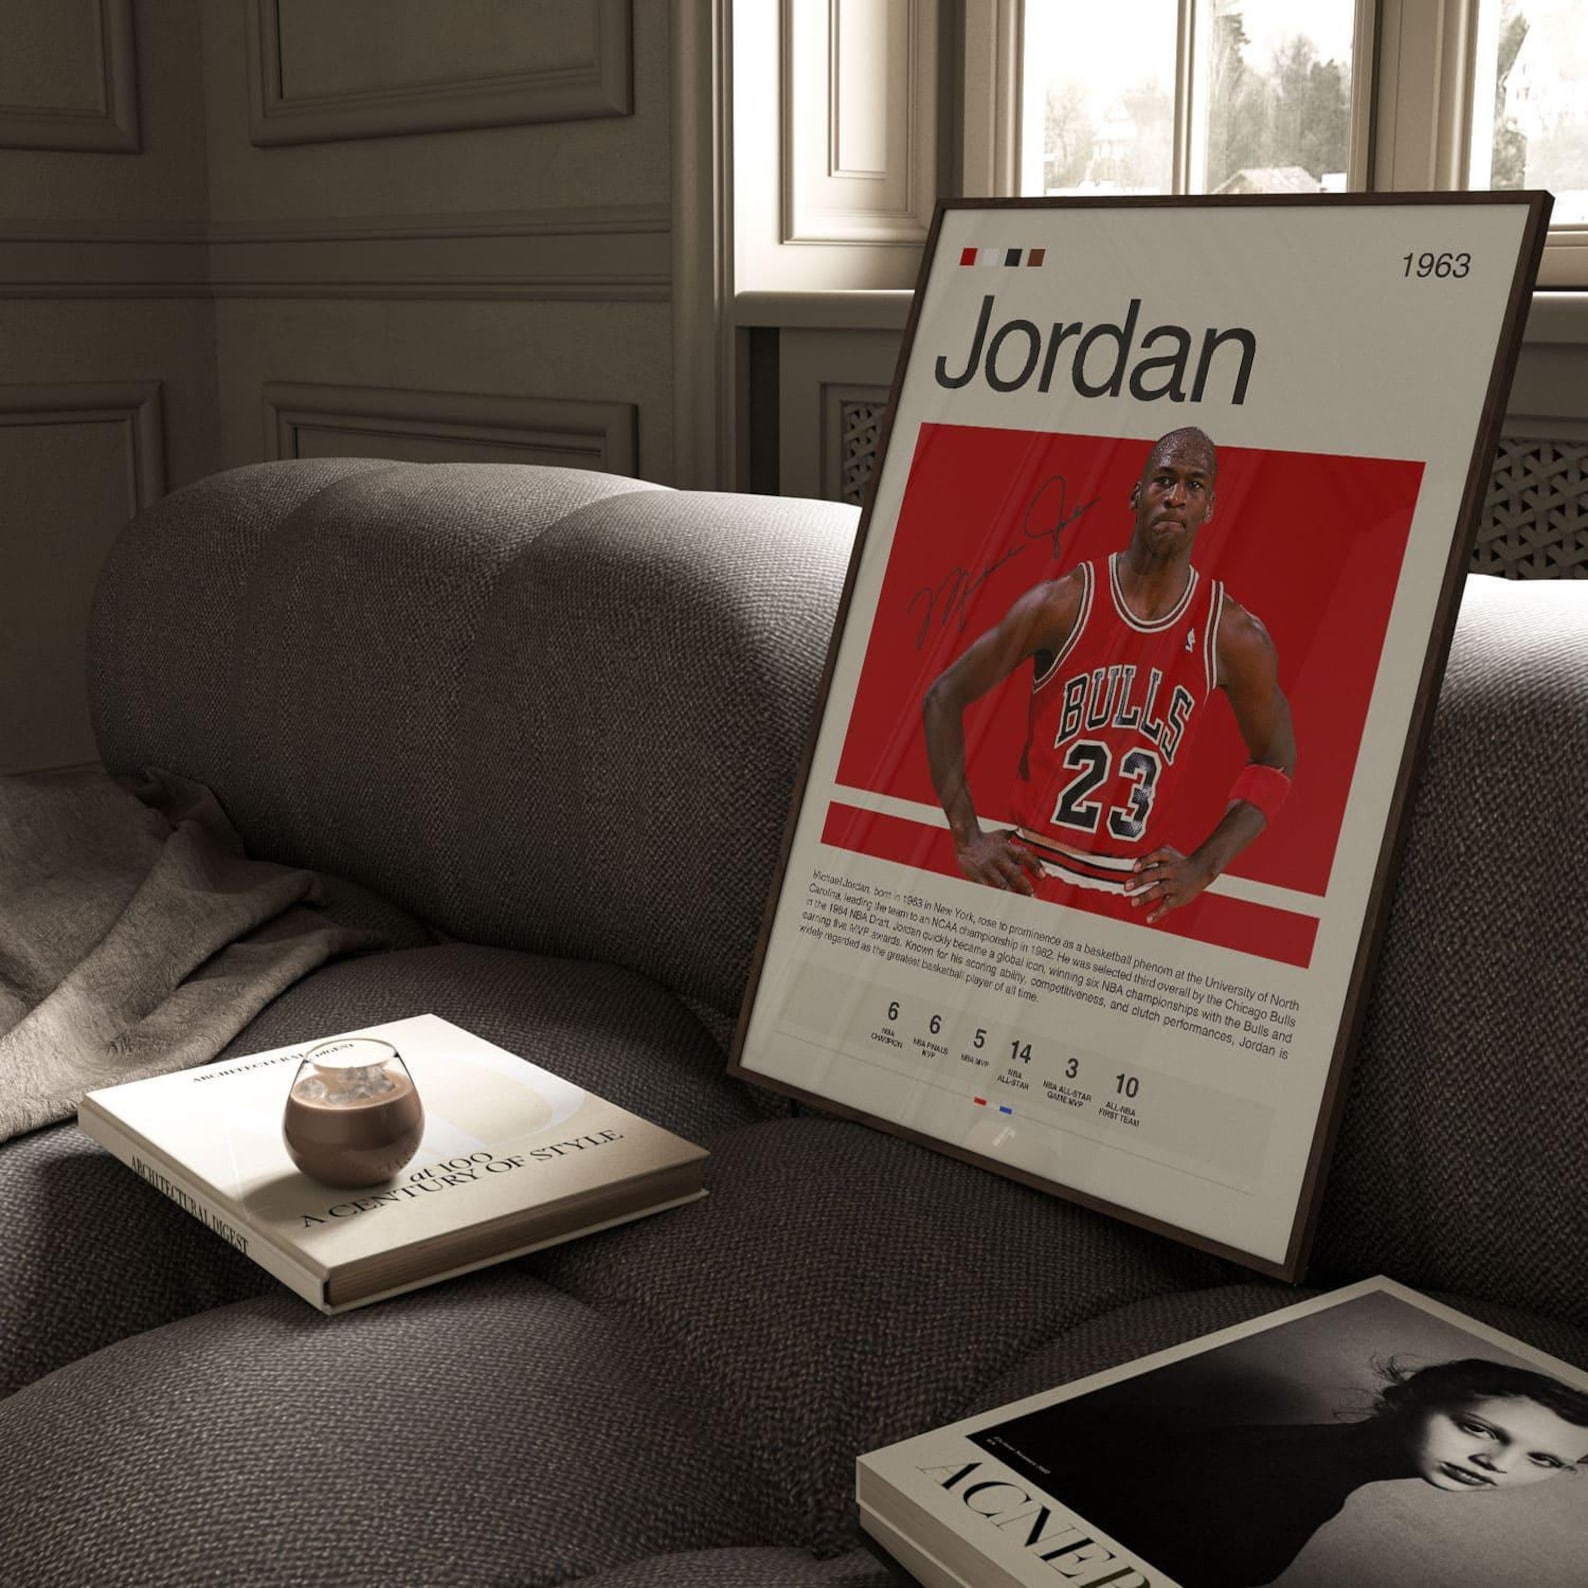 1963
Jordan
Michael Jordan
BULLS
23
Michael Jordan, born in 1963 in New York, rose to prominence as a basketball phenom at the University of North
Carolina, leading the team to an NCAA championship in 1982. He was selected third overall by the Chicago Bulls
in the 1984 NBA Draft. Jordan quickly became a global icon, winning six NBA championships with the Bulls and
earning five MVP awards. Known for his scoring ability, competitiveness, and clutch performances, Jordan is
widely regarded as the greatest basketball player of all time.
6 6 5 14 3 10
NBA CHAMPION
NBA FINALS MVP
NBA MVP
NBA ALL-STAR
NBA ALL-STAR GAME MVP
ALL-NBA FIRST TEAM
ARCHITECTURAL DIGEST
at 100
A CENTURY OF STYLE
ARCHITECTURAL DIGEST
ACNE